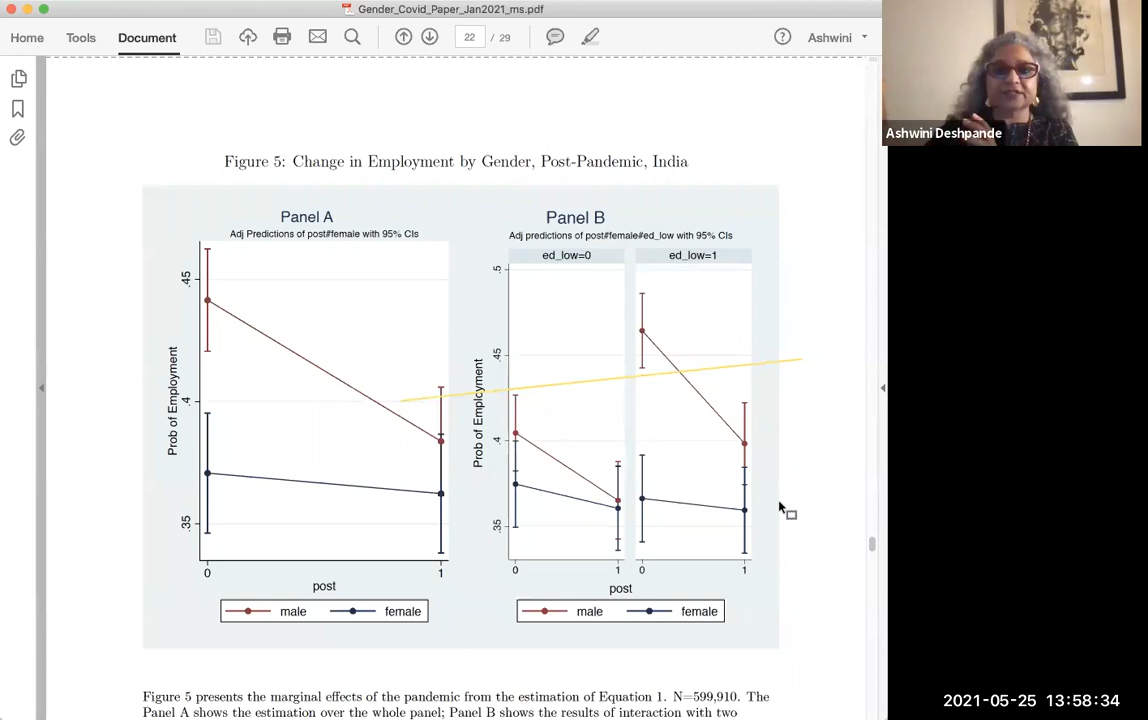 Gender_Covid_Paper_Jan2021_ms.pdf
Home Tools Document 22 / 29 Ashwini
Ashwini Deshpande
Figure 5: Change in Employment by Gender, Post-Pandemic, India
Panel A
Adj Predictions of post#female with 95% CIs
Prob of Employment
.45
.4
.35
0 1
post
male female
Panel B
Adj predictions of post#female#ed_low with 95% CIs
ed_low=0 ed_low=1
Prob of Employment
.5
.45
.4
.35
0 1 0 1
post
male female
Figure 5 presents the marginal effects of the pandemic from the estimation of Equation 1. N=599,910. The
Panel A shows the estimation over the whole panel; Panel B shows the results of interaction with two
2021-05-25 13:58:34